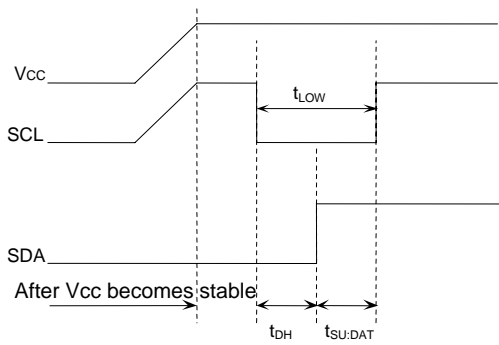 VCC
tLOW
SCL
SDA
After Vcc becomes stable
tDH
tSU:DAT